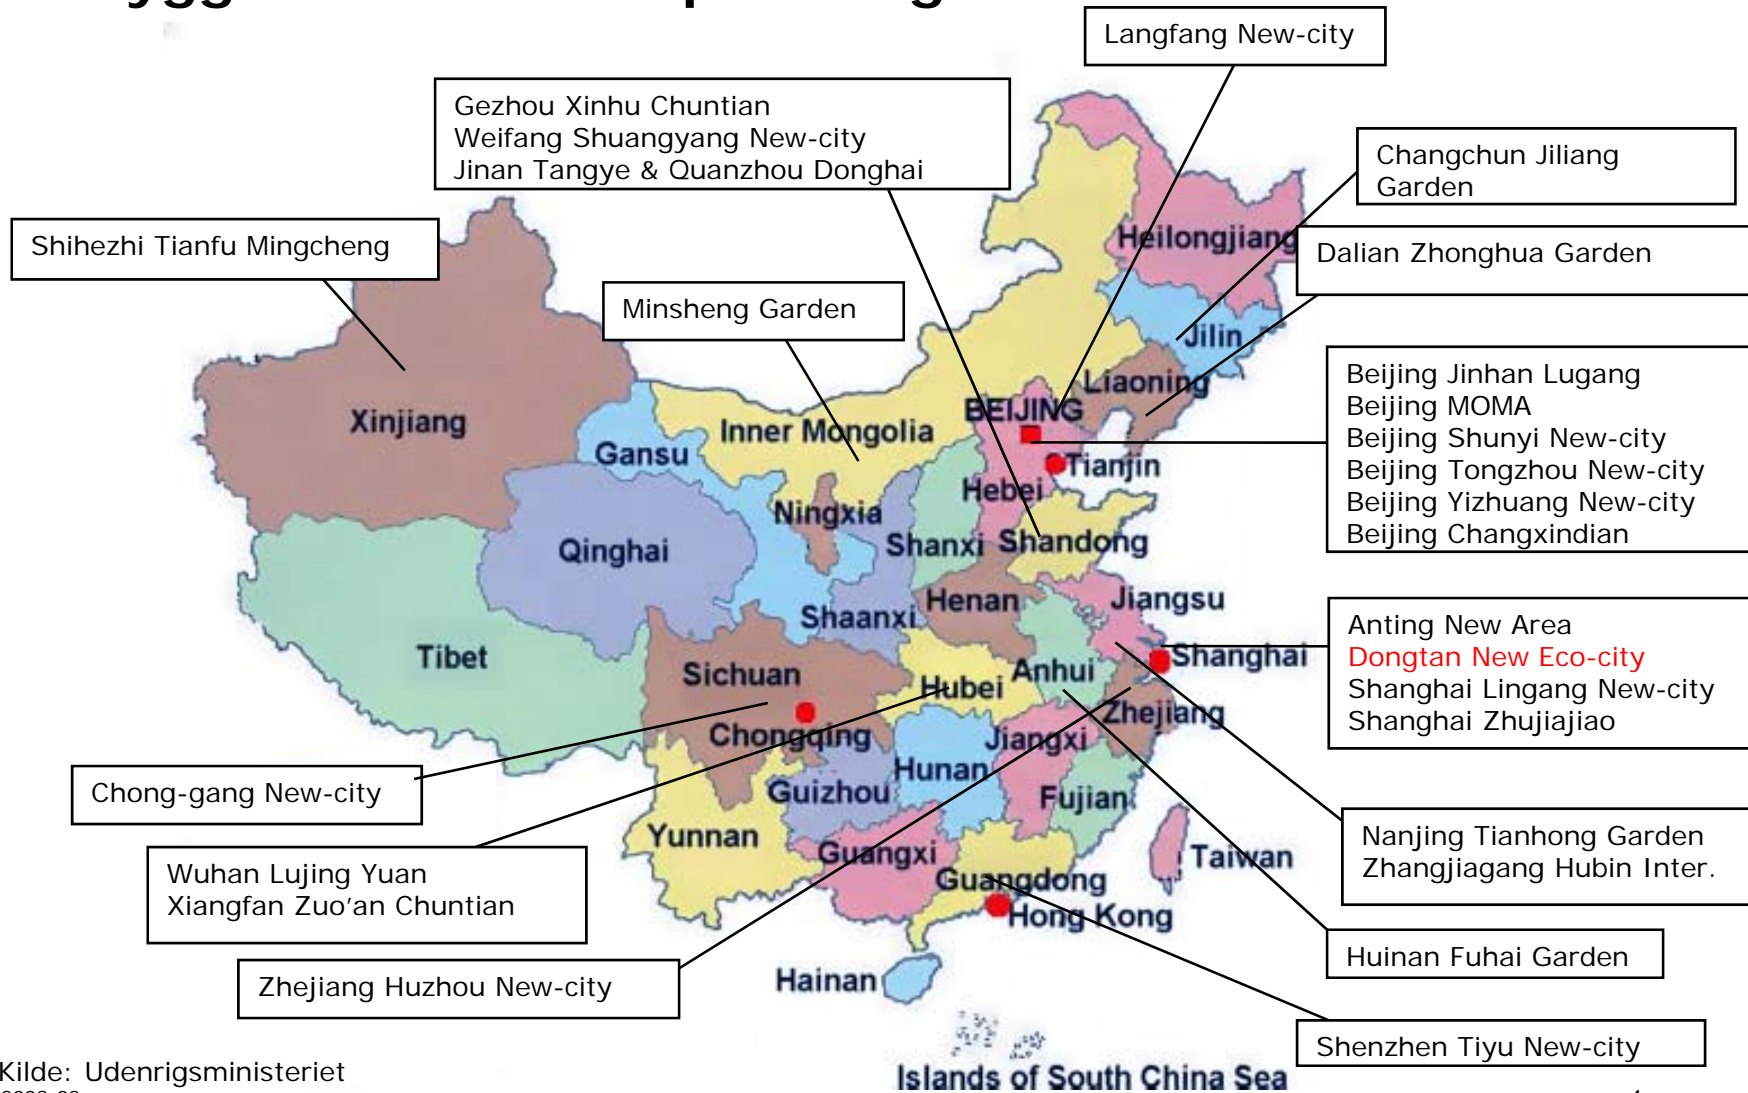 Langfang New-city
Gezhou Xinhu Chuntian
Weifang Shuangyang New-city
Jinan Tangye & Quanzhou Donghai
Changchun Jiliang
Garden
Shihezhi Tianfu Mingcheng
Heilongjiang
Dalian Zhonghua Garden
Minsheng Garden
Jilin
Liaoning
Beijing Jinhan Lugang
Beijing MOMA
Beijing Shunyi New-city
Beijing Tongzhou New-city
Beijing Yizhuang New-city
Beijing Changxindian
BEIJING
Xinjiang
Inner Mongolia
Gansu
Tianjin
Hebei
Ningxia
Qinghai
Shanxi
Shandong
Henan
Jiangsu
Shaanxi
Anting New Area
Dongtan New Eco-city
Shanghai Lingang New-city
Shanghai Zhujiajiao
Tibet
Shanghai
Sichuan
Anhui
Hubei
Zhejiang
Chongqing
Jiangxi
Hunan
Chong-gang New-city
Guizhou
Fujian
Yunnan
Nanjing Tianhong Garden
Zhangjiagang Hubin Inter.
Guangxi
Taiwan
Wuhan Lujing Yuan
Xiangfan Zuo’an Chuntian
Guangdong
Hong Kong
Huinan Fuhai Garden
Hainan
Zhejiang Huzhou New-city
Shenzhen Tiyu New-city
Kilde: Udenrigsministeriet
Islands of South China Sea